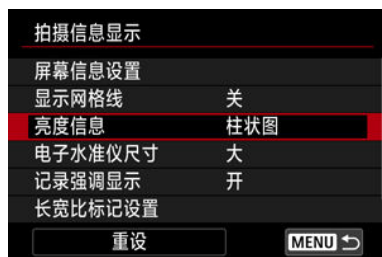 拍摄信息显示
屏幕信息设置
显示网格线 关
亮度信息 柱状图
电子水准仪尺寸 大
记录强调显示 开
长宽比标记设置
重设 MENU